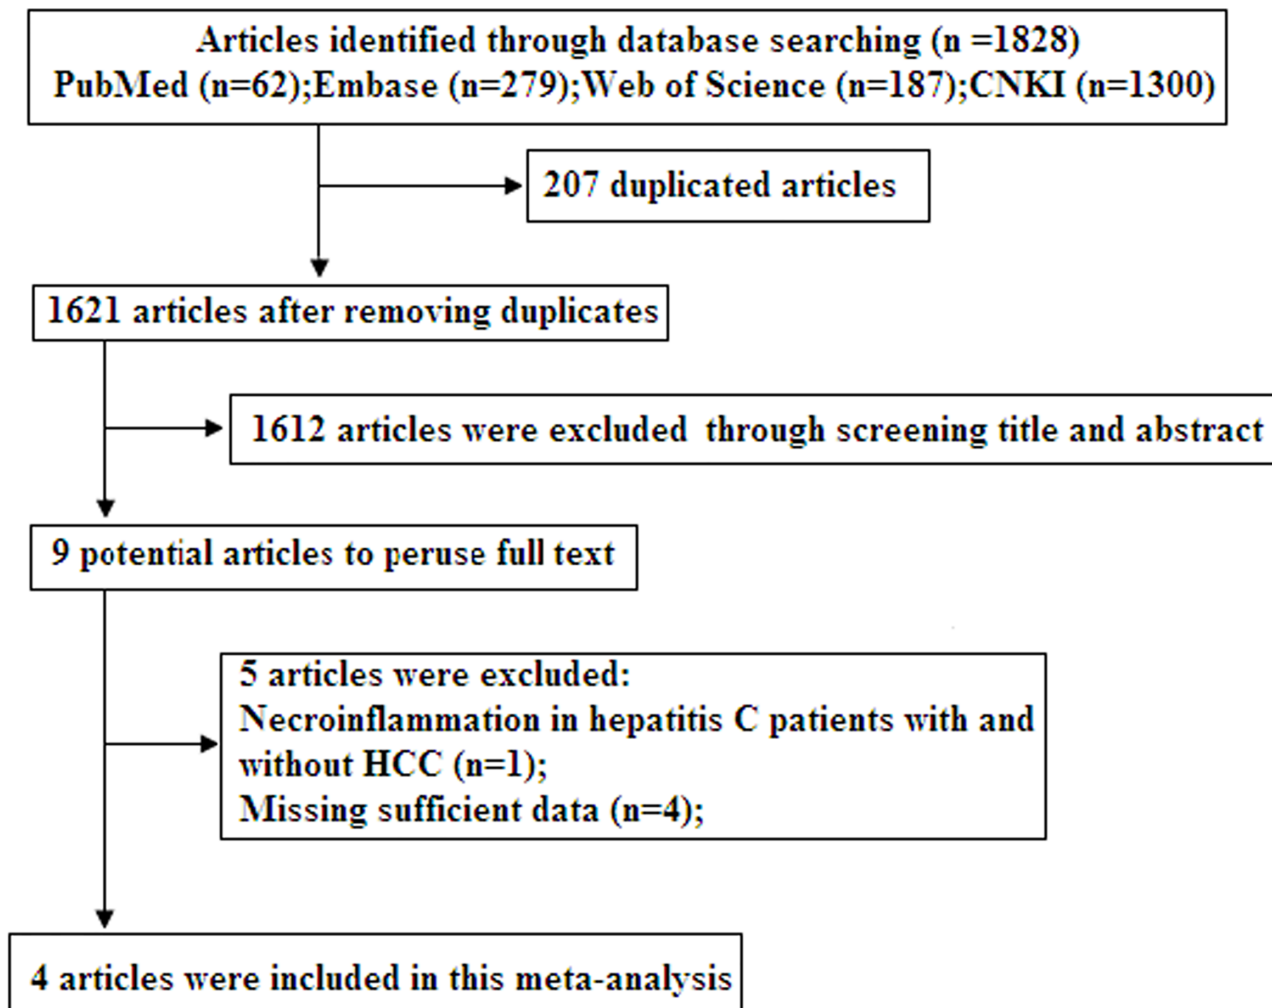 Articles identified through database searching (n =1828)
PubMed (n=62);Embase (n=279);Web of Science (n=187);CNKI (n=1300)
207 duplicated articles
1621 articles after removing duplicates
1612 articles were excluded through screening title and abstract
9 potential articles to peruse full text
5 articles were excluded:
Necroinflammation in hepatitis C patients with and
without HCC (n=1);
Missing sufficient data (n=4);
4 articles were included in this meta-analysis